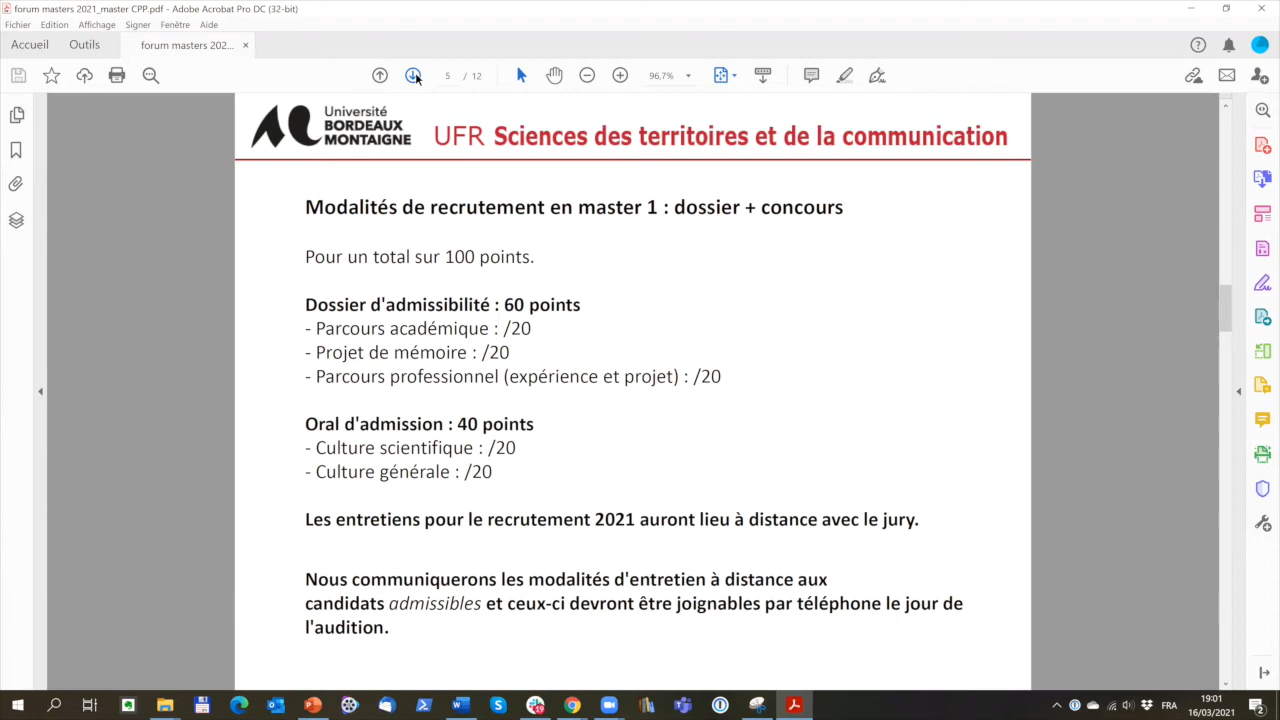 forum masters 2021_master CPP.pdf - Adobe Acrobat Pro DC (32-bit)
Fichier Edition Affichage Signer Fenêtre Aide
Accueil Outils forum masters 202... ×
5 / 12 96,7%
Université
BORDEAUX
MONTAIGNE
UFR Sciences des territoires et de la communication
Modalités de recrutement en master 1 : dossier + concours
Pour un total sur 100 points.
Dossier d'admissibilité : 60 points
- Parcours académique : /20
- Projet de mémoire : /20
- Parcours professionnel (expérience et projet) : /20
Oral d'admission : 40 points
- Culture scientifique : /20
- Culture générale : /20
Les entretiens pour le recrutement 2021 auront lieu à distance avec le jury.
Nous communiquerons les modalités d'entretien à distance aux
candidats admissibles et ceux-ci devront être joignables par téléphone le jour de
l'audition.
FRA
19:01
16/03/2021